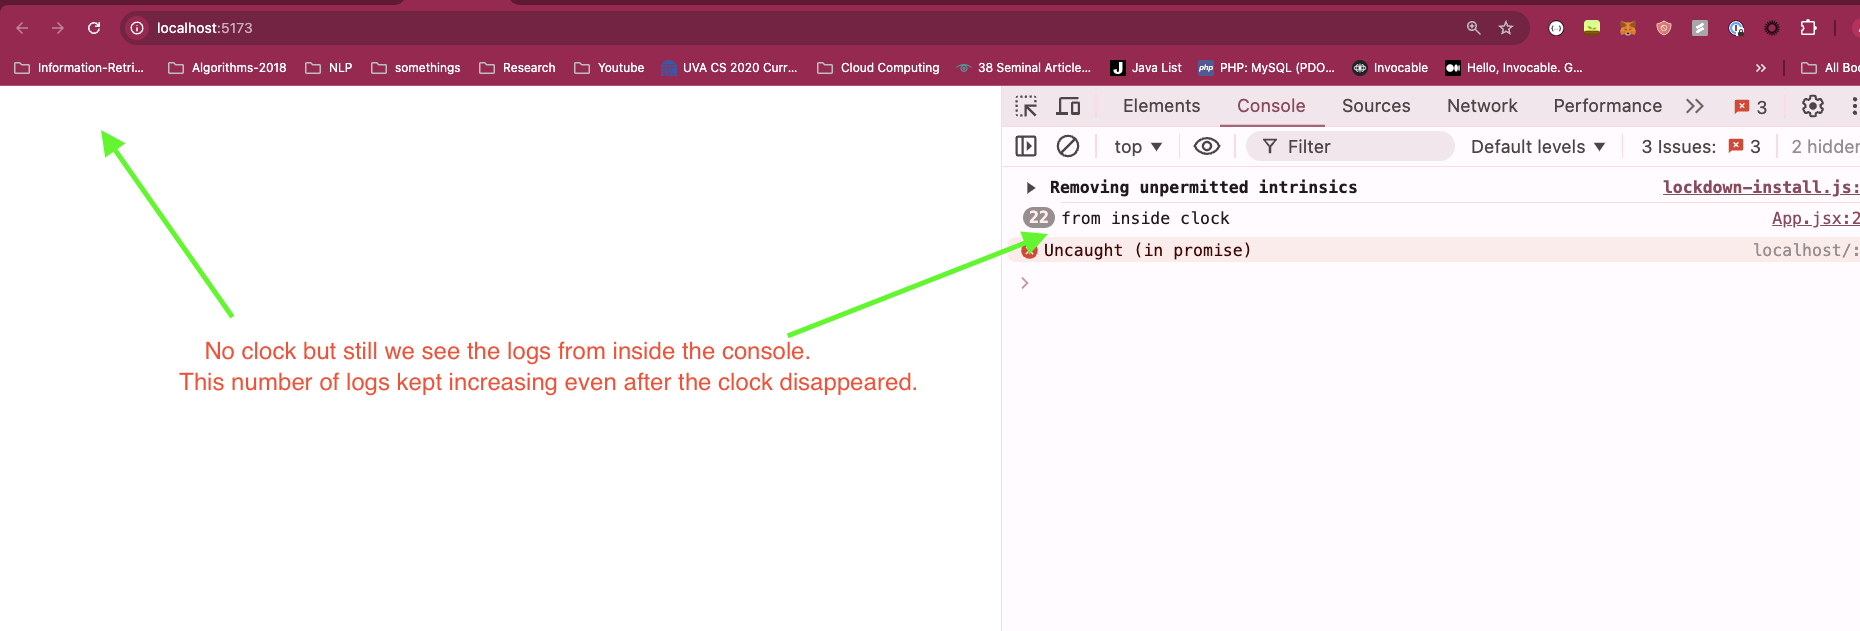 localhost:5173
Information-Retri... Algorithms-2018 NLP somethings Research Youtube UVA CS 2020 Curr... Cloud Computing 38 Seminal Article... J Java List php PHP: MySQL (PDO... Invocable Hello, Invocable. G... » All Boo
Elements Console Sources Network Performance 3
top Filter Default levels 3 Issues: 3 2 hidden
Removing unpermitted intrinsics lockdown-install.js:
22 from inside clock App.jsx:2
Uncaught (in promise) localhost/:
No clock but still we see the logs from inside the console.
This number of logs kept increasing even after the clock disappeared.